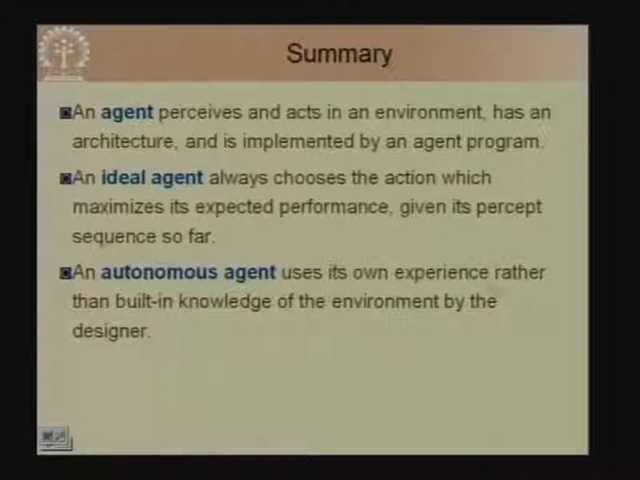 Summary
An agent perceives and acts in an environment, has an
architecture, and is implemented by an agent program.
An ideal agent always chooses the action which
maximizes its expected performance, given its percept
sequence so far.
An autonomous agent uses its own experience rather
than built-in knowledge of the environment by the
designer.